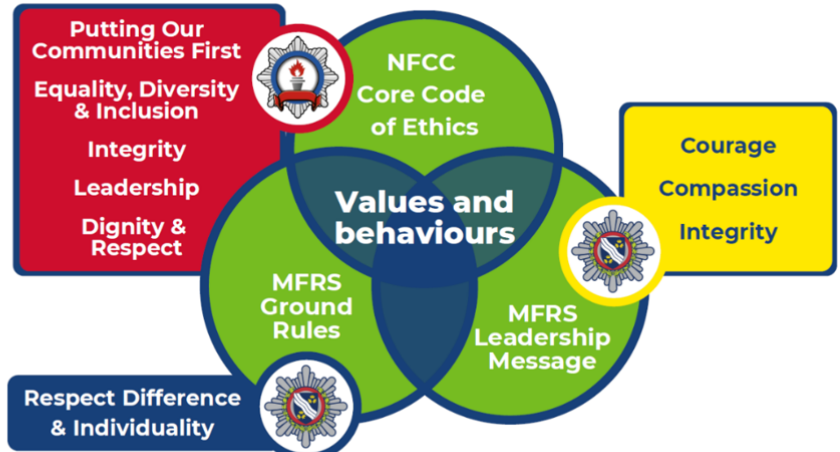 Putting Our
Communities First
Equality, Diversity
& Inclusion
Integrity
Leadership
Dignity &
Respect
NFCC
Core Code
of Ethics
Courage
Compassion
Integrity
Values and
behaviours
MFRS
Ground
Rules
MFRS
Leadership
Message
Respect Difference
& Individuality